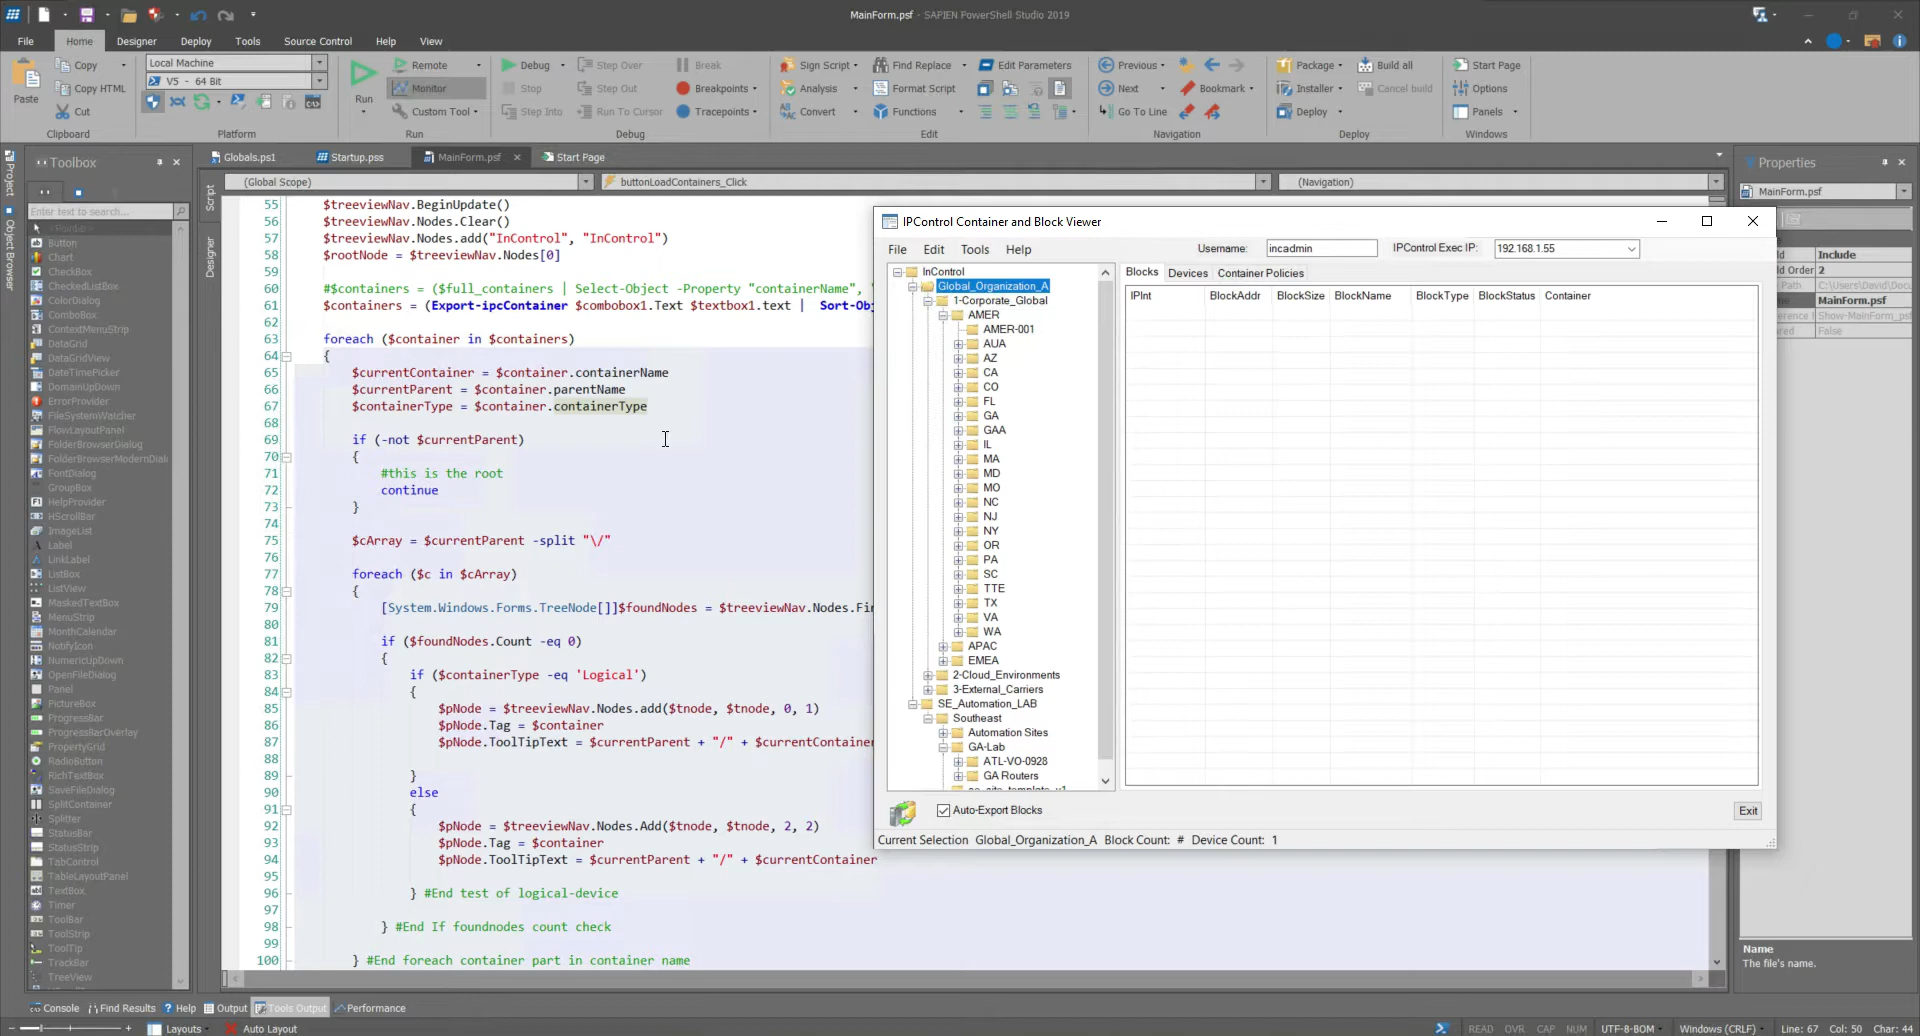 MainForm.psf - SAPIEN PowerShell Studio 2019
File Home Designer Deploy Tools Source Control Help View
Paste
Copy
Copy HTML
Cut
Clipboard
Local Machine
V5 - 64 Bit
Platform
Run
Remote
Monitor
Custom Tool
Run
Debug
Stop
Step Into
Step Over
Step Out
Run To Cursor
Break
Breakpoints
Tracepoints
Debug
Sign Script
Analysis
Convert
Find Replace
Format Script
Functions
Edit Parameters
Edit
Previous
Next
Go To Line
Bookmark
Navigation
Package
Installer
Deploy
Build all
Cancel build
Deploy
Start Page
Options
Panels
Windows
Project
Object Browser
Toolbox
Enter text to search...
<Pointer>
Button
Chart
CheckBox
CheckedListBox
ColorDialog
ComboBox
ContextMenuStrip
DataGrid
DataGridView
DateTimePicker
DomainUpDown
ErrorProvider
FileSystemWatcher
FlowLayoutPanel
FolderBrowserDialog
FolderBrowserModernDialo
FontDialog
GroupBox
HelpProvider
HScrollBar
ImageList
Label
LinkLabel
ListBox
ListView
MaskedTextBox
MenuStrip
MonthCalendar
NotifyIcon
NumericUpDown
OpenFileDialog
Panel
PictureBox
ProgressBar
ProgressBarOverlay
PropertyGrid
RadioButton
RichTextBox
SaveFileDialog
SplitContainer
Splitter
StatusBar
StatusStrip
TabControl
TableLayoutPanel
TextBox
Timer
ToolBar
ToolStrip
ToolTip
TrackBar
TreeView
Globals.ps1 Startup.pss MainForm.psf Start Page
Script
Designer
(Global Scope) buttonLoadContainers_Click (Navigation)
55 $treeviewNav.BeginUpdate()
56 $treeviewNav.Nodes.Clear()
57 $treeviewNav.Nodes.add("InControl", "InControl")
58 $rootNode = $treeviewNav.Nodes[0]
59
60 #$containers = ($full_containers | Select-Object -Property "containerName", "
61 $containers = (Export-ipcContainer $combobox1.Text $textbox1.text | Sort-Obj
62
63 foreach ($container in $containers)
64 {
65 $currentContainer = $container.containerName
66 $currentParent = $container.parentName
67 $containerType = $container.containerType
68
69 if (-not $currentParent)
70 {
71 #this is the root
72 continue
73 }
74
75 $cArray = $currentParent -split "\/"
76
77 foreach ($c in $cArray)
78 {
79 [System.Windows.Forms.TreeNode[]]$foundNodes = $treeviewNav.Nodes.Fin
80
81 if ($foundNodes.Count -eq 0)
82 {
83 if ($containerType -eq 'Logical')
84 {
85 $pNode = $treeviewNav.Nodes.add($tnode, $tnode, 0, 1)
86 $pNode.Tag = $container
87 $pNode.ToolTipText = $currentParent + "/" + $currentContainer
88
89 }
90 else
91 {
92 $pNode = $treeviewNav.Nodes.Add($tnode, $tnode, 2, 2)
93 $pNode.Tag = $container
94 $pNode.ToolTipText = $currentParent + "/" + $currentContainer
95
96 } #End test of logical-device
97
98 } #End If foundnodes count check
99
100 } #End foreach container part in container name
IPControl Container and Block Viewer
File Edit Tools Help Username: incadmin IPControl Exec IP: 192.168.1.55
InControl
Global_Organization_A
1-Corporate_Global
AMER
AMER-001
AUA
AZ
CA
CO
FL
GA
GAA
IL
MA
MD
MO
NC
NJ
NY
OR
PA
SC
TTE
TX
VA
WA
APAC
EMEA
2-Cloud_Environments
3-External_Carriers
SE_Automation_LAB
Southeast
Automation Sites
GA-Lab
ATL-VO-0928
GA Routers
Blocks Devices Container Policies
IPInt BlockAddr BlockSize BlockName BlockType BlockStatus Container
Auto-Export Blocks Exit
Current Selection Global_Organization_A Block Count: # Device Count: 1
Properties
MainForm.psf
Include
2
MainForm.psf
False
Name
The file's name.
Console Find Results Help Output Tools Output Performance
Layouts Auto Layout
READ OVR CAP NUM UTF-8-BOM Windows (CRLF) Line: 67 Col: 50 Char: 44